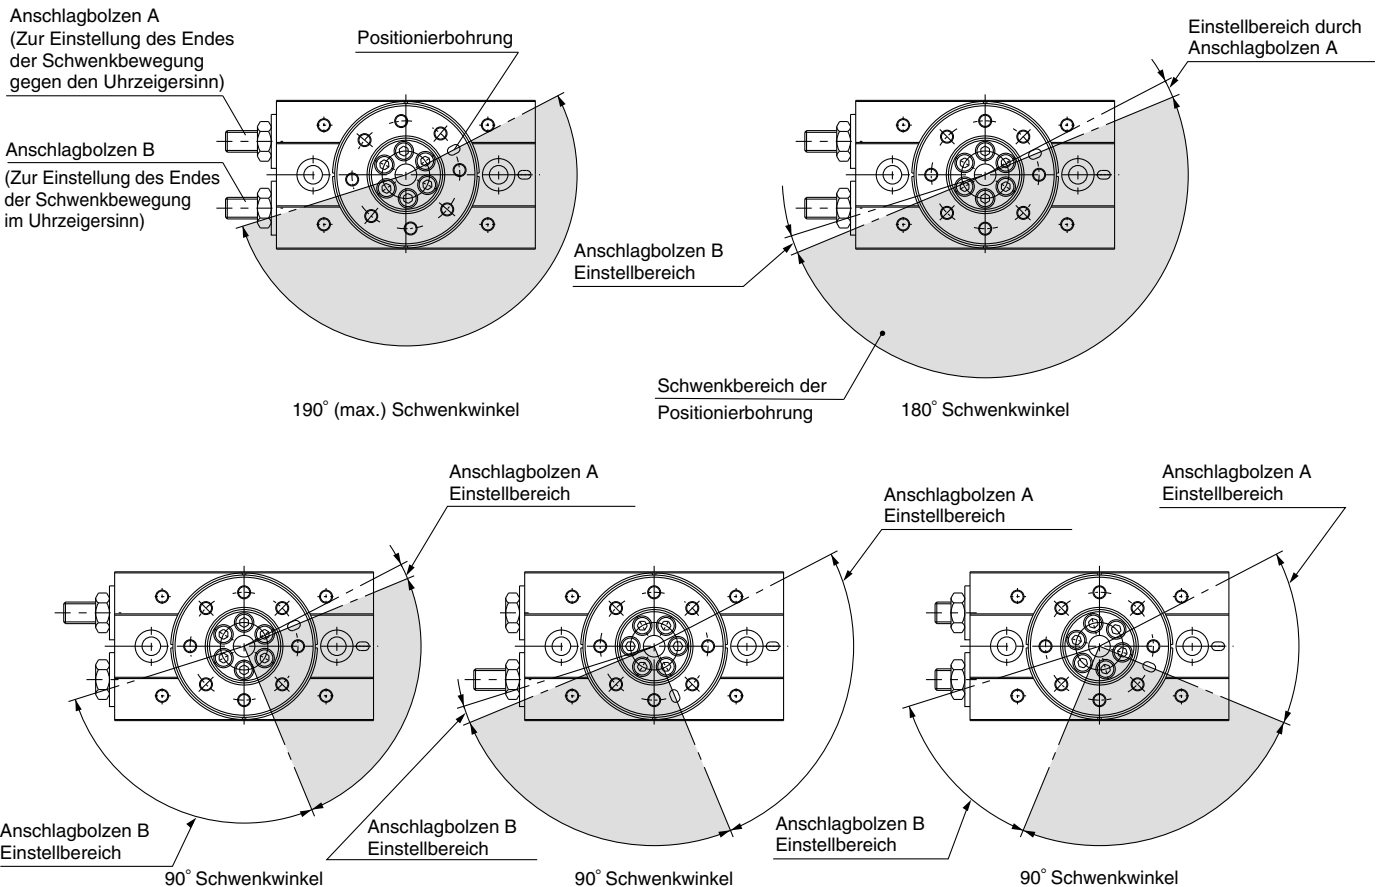 Anschlagbolzen A
(Zur Einstellung des Endes
der Schwenkbewegung
gegen den Uhrzeigersinn)
Positionierbohrung
Einstellbereich durch
Anschlagbolzen A
Anschlagbolzen B
(Zur Einstellung des Endes
der Schwenkbewegung
im Uhrzeigersinn)
Anschlagbolzen B
Einstellbereich
Schwenkbereich der
Positionierbohrung
190° (max.) Schwenkwinkel
180° Schwenkwinkel
Anschlagbolzen A
Einstellbereich
Anschlagbolzen A
Einstellbereich
Anschlagbolzen A
Einstellbereich
Anschlagbolzen B
Einstellbereich
Anschlagbolzen B
Einstellbereich
Anschlagbolzen B
Einstellbereich
90° Schwenkwinkel
90° Schwenkwinkel
90° Schwenkwinkel